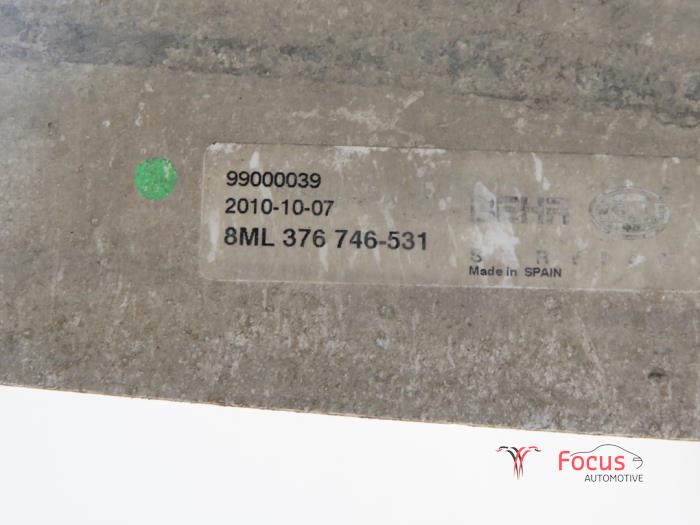 99000039
2010-10-07
8ML 376 746-531
BEHR
Made in SPAIN
Focus
AUTOMOTIVE